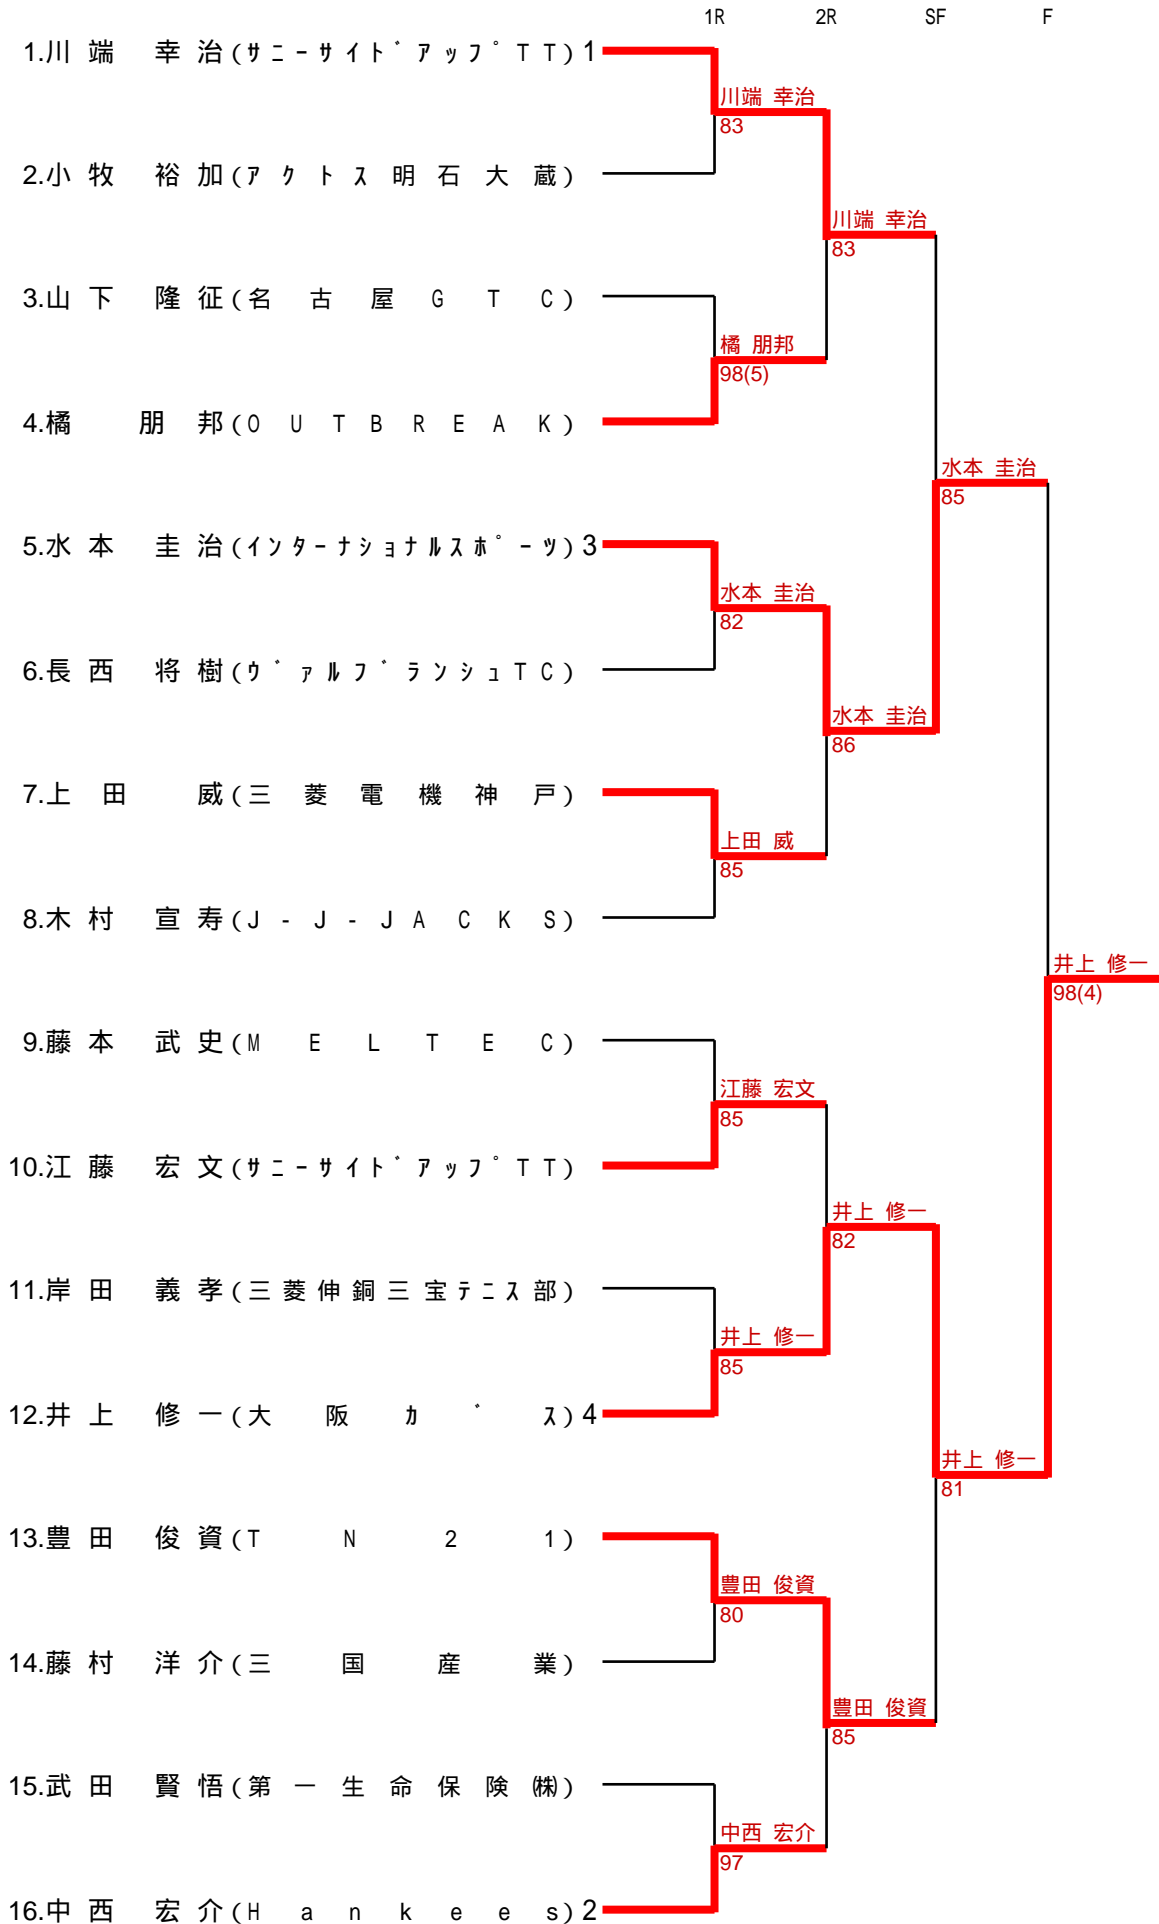 1R 2R SF F
1.川端 幸治(サニーサイドアップTT) 1
川端 幸治
83
2.小牧 裕加(アクトス明石大蔵)
川端 幸治
83
3.山下 隆征(名古屋GTC)
橘 朋邦
98(5)
4.橘 朋邦(OUTBREAK)
水本 圭治
85
5.水本 圭治(インターナショナルスポーツ) 3
水本 圭治
82
6.長西 将樹(ヴァルブランシュTC)
水本 圭治
86
7.上田 威(三菱電機神戸)
上田 威
85
8.木村 宣寿(J-J-JACKS)
井上 修一
98(4)
9.藤本 武史(MELTEC)
江藤 宏文
85
10.江藤 宏文(サニーサイドアップTT)
井上 修一
82
11.岸田 義孝(三菱伸銅三宝テニス部)
井上 修一
85
12.井上 修一(大阪ガス) 4
井上 修一
81
13.豊田 俊資(TN21)
豊田 俊資
80
14.藤村 洋介(三国産業)
豊田 俊資
85
15.武田 賢悟(第一生命保険㈱)
中西 宏介
97
16.中西 宏介(Hankees) 2